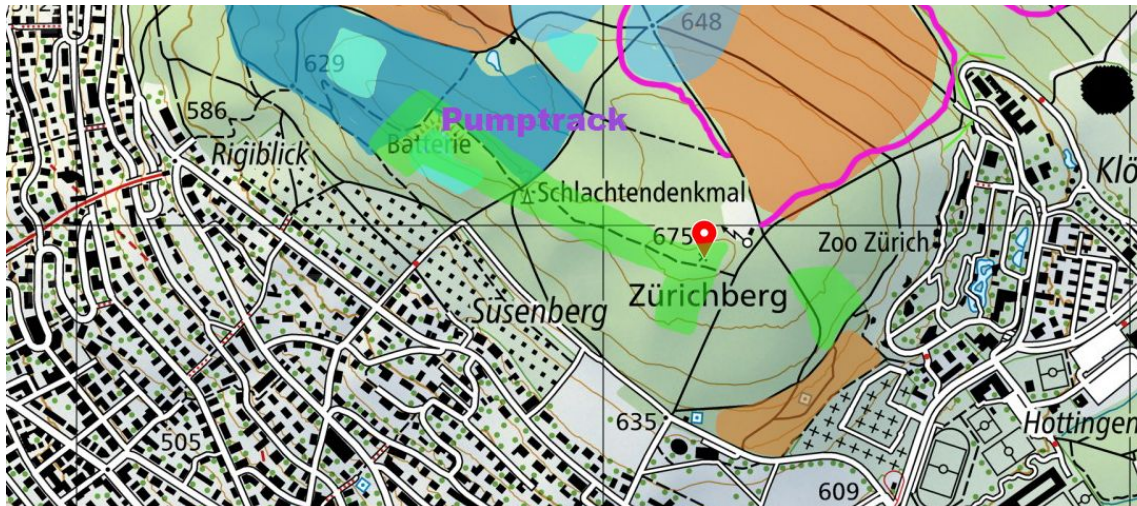 648
629
586
Pumptrack
Batterie
Rigiblick
Klö
Schlachtendenkmal
675
Zoo Zürich
Zürichberg
Susenberg
635
Hottingen
505
609